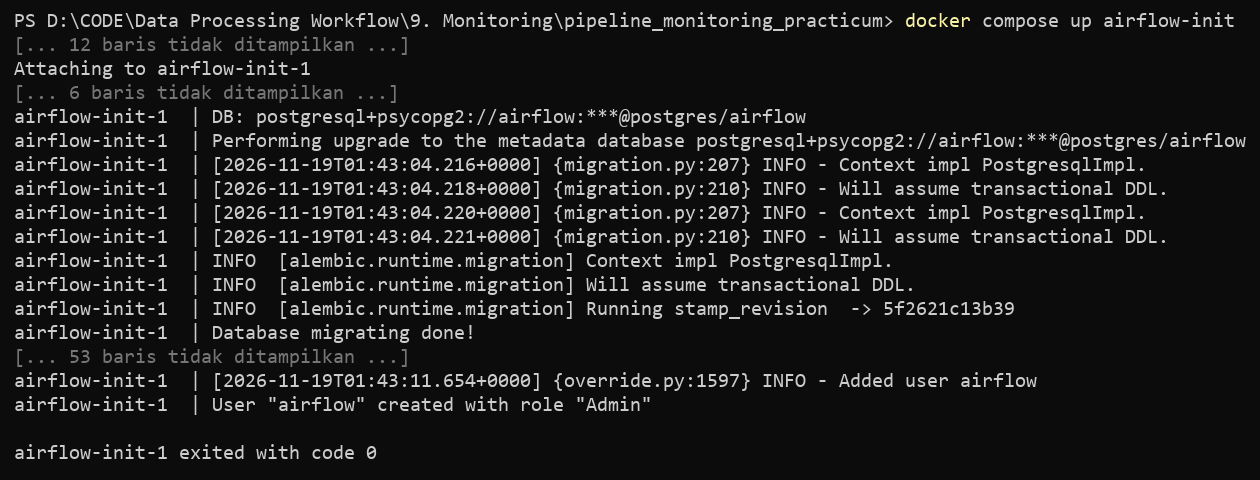 PS D:\CODE\Data Processing Workflow\9. Monitoring\pipeline_monitoring_practicum> docker compose up airflow-init
[... 12 baris tidak ditampilkan ...]
Attaching to airflow-init-1
[... 6 baris tidak ditampilkan ...]
airflow-init-1  | DB: postgresql+psycopg2://airflow:***@postgres/airflow
airflow-init-1  | Performing upgrade to the metadata database postgresql+psycopg2://airflow:***@postgres/airflow
airflow-init-1  | [2026-11-19T01:43:04.216+0000] {migration.py:207} INFO - Context impl PostgresqlImpl.
airflow-init-1  | [2026-11-19T01:43:04.218+0000] {migration.py:210} INFO - Will assume transactional DDL.
airflow-init-1  | [2026-11-19T01:43:04.220+0000] {migration.py:207} INFO - Context impl PostgresqlImpl.
airflow-init-1  | [2026-11-19T01:43:04.221+0000] {migration.py:210} INFO - Will assume transactional DDL.
airflow-init-1  | INFO  [alembic.runtime.migration] Context impl PostgresqlImpl.
airflow-init-1  | INFO  [alembic.runtime.migration] Will assume transactional DDL.
airflow-init-1  | INFO  [alembic.runtime.migration] Running stamp_revision  -> 5f2621c13b39
airflow-init-1  | Database migrating done!
[... 53 baris tidak ditampilkan ...]
airflow-init-1  | [2026-11-19T01:43:11.654+0000] {override.py:1597} INFO - Added user airflow
airflow-init-1  | User "airflow" created with role "Admin"
airflow-init-1 exited with code 0